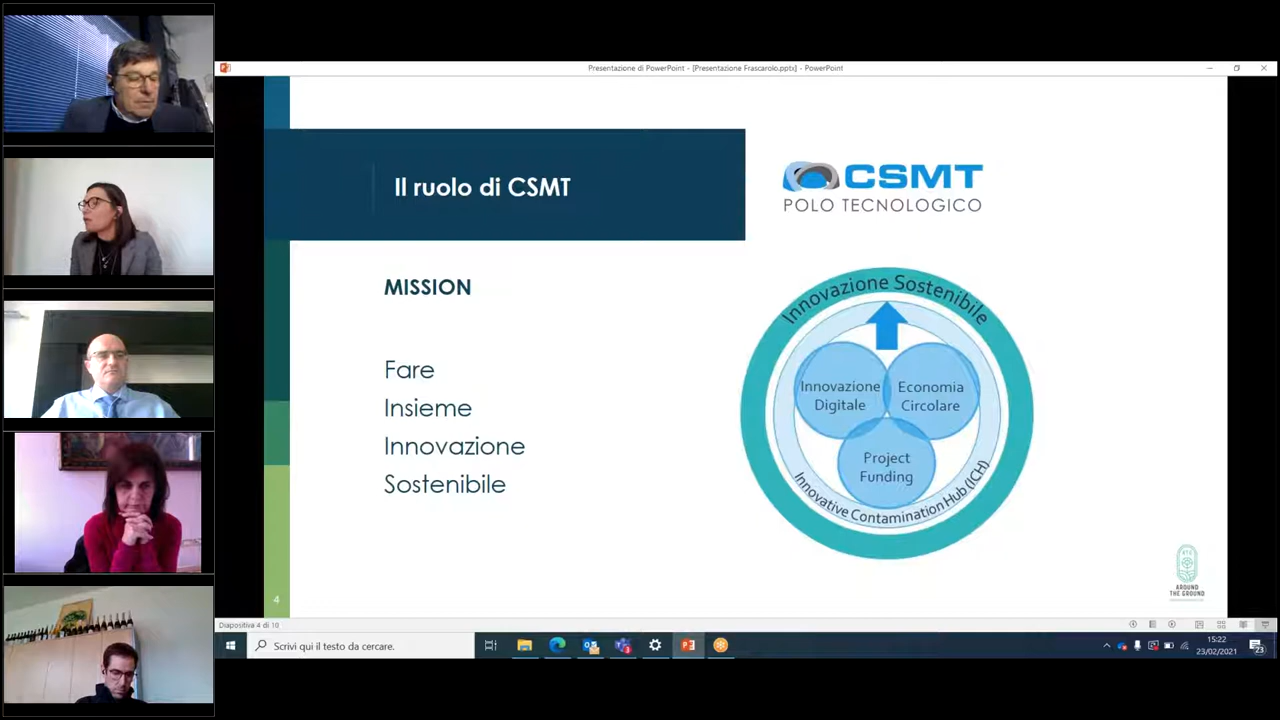 Presentazione di PowerPoint - [Presentazione Frascarolo.pptx] - PowerPoint
Il ruolo di CSMT
CSMT
POLO TECNOLOGICO
MISSION
Fare
Insieme
Innovazione
Sostenibile
Innovazione Sostenibile
Innovazione
Digitale
Economia
Circolare
Project
Funding
Innovative Contamination Hub (ICH)
4
AROUND
THE GROUND
Diapositiva 4 di 10
Scrivi qui il testo da cercare.
15:22
23/02/2021
23